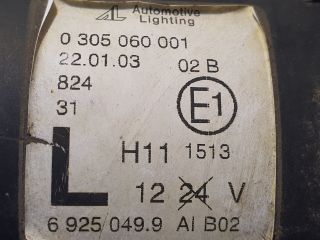 AL Automotive Lighting
0 305 060 001
22.01.03 02 B
824 E1
31
L H11 1513
12 24 V
6 925 049.9 AI B02